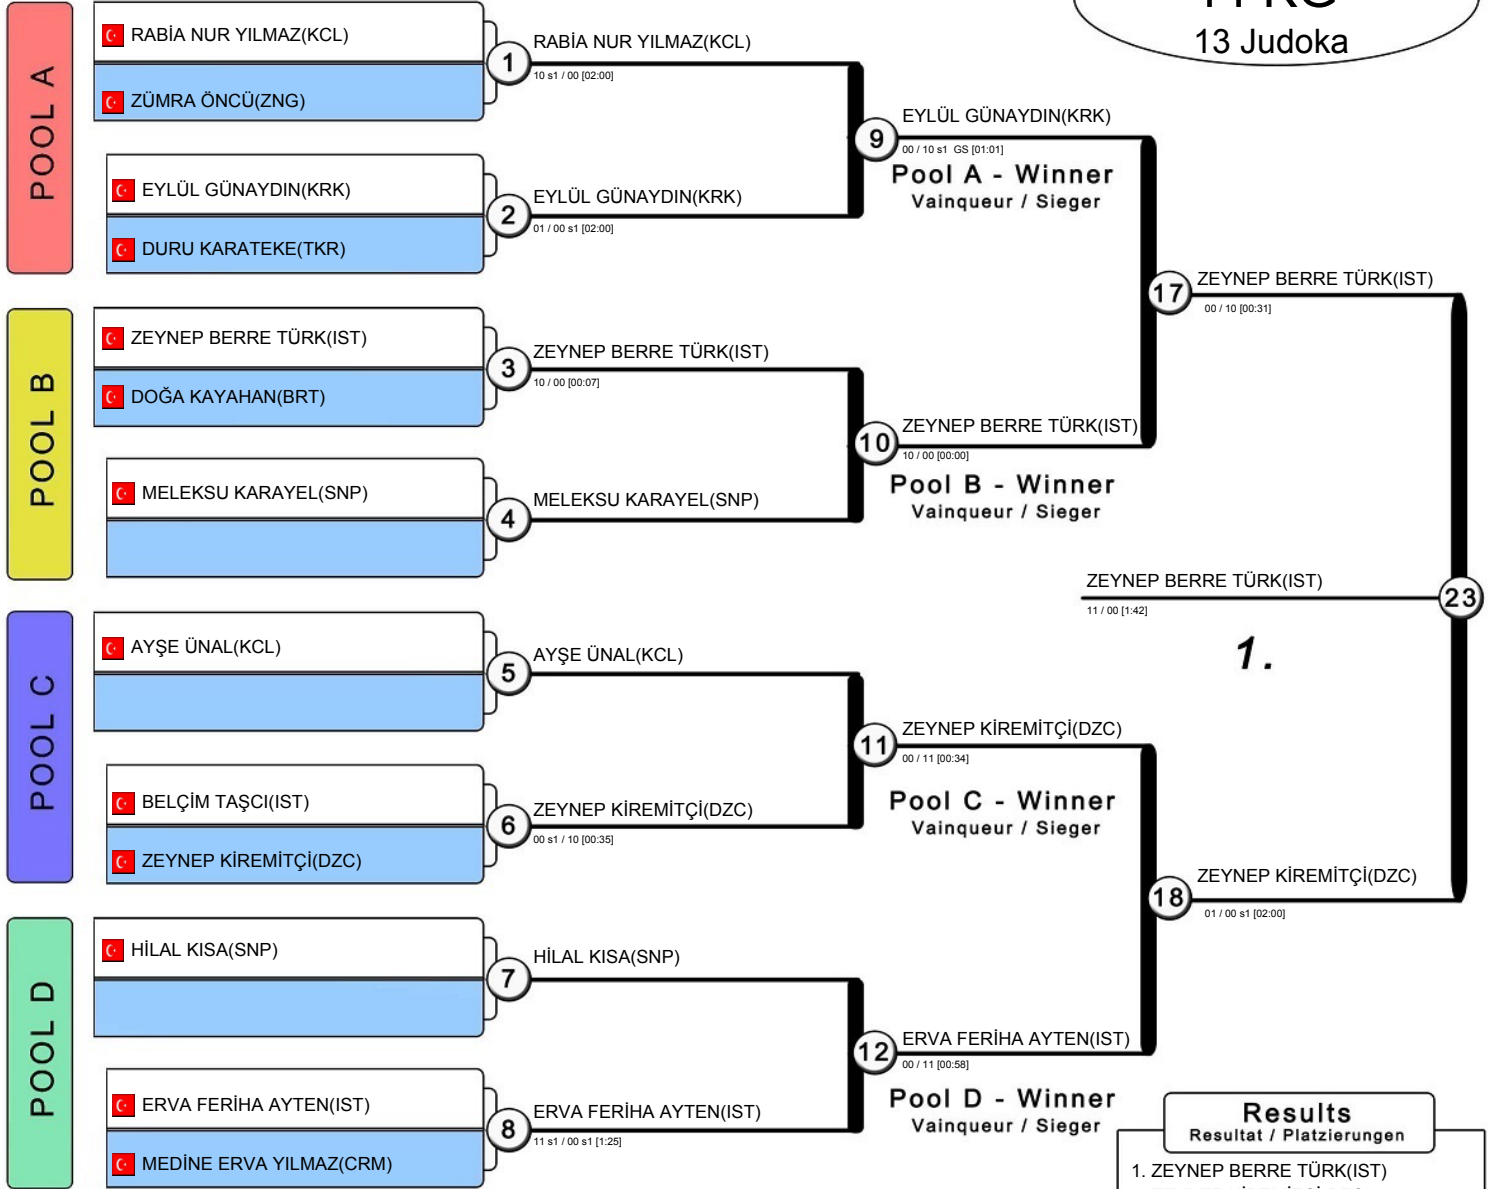 13 Judoka
POOL A
RABİA NUR YILMAZ(KCL)
ZÜMRA ÖNCÜ(ZNG)
1
RABİA NUR YILMAZ(KCL)
10 s1 / 00 [02:00]
EYLÜL GÜNAYDIN(KRK)
DURU KARATEKE(TKR)
2
EYLÜL GÜNAYDIN(KRK)
01 / 00 s1 [02:00]
9
EYLÜL GÜNAYDIN(KRK)
00 / 10 s1 GS [01:01]
Pool A - Winner
Vainqueur / Sieger
POOL B
ZEYNEP BERRE TÜRK(IST)
DOĞA KAYAHAN(BRT)
3
ZEYNEP BERRE TÜRK(IST)
10 / 00 [00:07]
MELEKSU KARAYEL(SNP)
4
MELEKSU KARAYEL(SNP)
10
ZEYNEP BERRE TÜRK(IST)
10 / 00 [00:00]
Pool B - Winner
Vainqueur / Sieger
17
ZEYNEP BERRE TÜRK(IST)
00 / 10 [00:31]
ZEYNEP BERRE TÜRK(IST)
23
11 / 00 [1:42]
1.
POOL C
AYŞE ÜNAL(KCL)
5
AYŞE ÜNAL(KCL)
BELÇİM TAŞCI(IST)
ZEYNEP KİREMİTÇİ(DZC)
6
ZEYNEP KİREMİTÇİ(DZC)
00 s1 / 10 [00:35]
11
ZEYNEP KİREMİTÇİ(DZC)
00 / 11 [00:34]
Pool C - Winner
Vainqueur / Sieger
18
ZEYNEP KİREMİTÇİ(DZC)
01 / 00 s1 [02:00]
POOL D
HİLAL KISA(SNP)
7
HİLAL KISA(SNP)
ERVA FERİHA AYTEN(IST)
MEDİNE ERVA YILMAZ(CRM)
8
ERVA FERİHA AYTEN(IST)
11 s1 / 00 s1 [1:25]
12
ERVA FERİHA AYTEN(IST)
00 / 11 [00:58]
Pool D - Winner
Vainqueur / Sieger
Results
Resultat / Platzierungen
1. ZEYNEP BERRE TÜRK(IST)